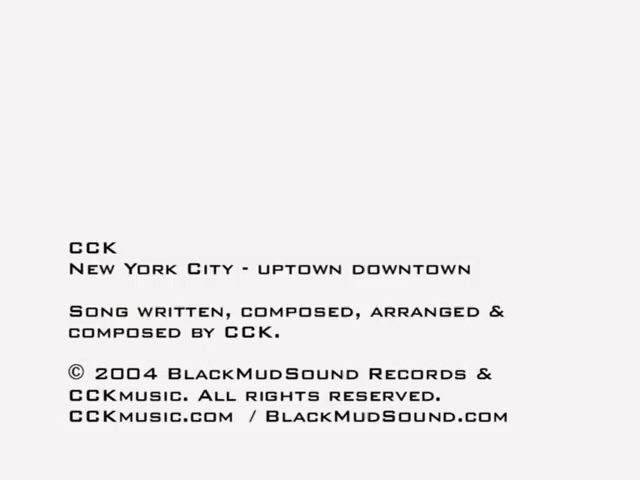 CCK
New York City - uptown downtown
Song written, composed, arranged &
composed by CCK.
© 2004 BlackMudSound Records &
CCKmusic. All rights reserved.
CCKmusic.com / BlackMudSound.com